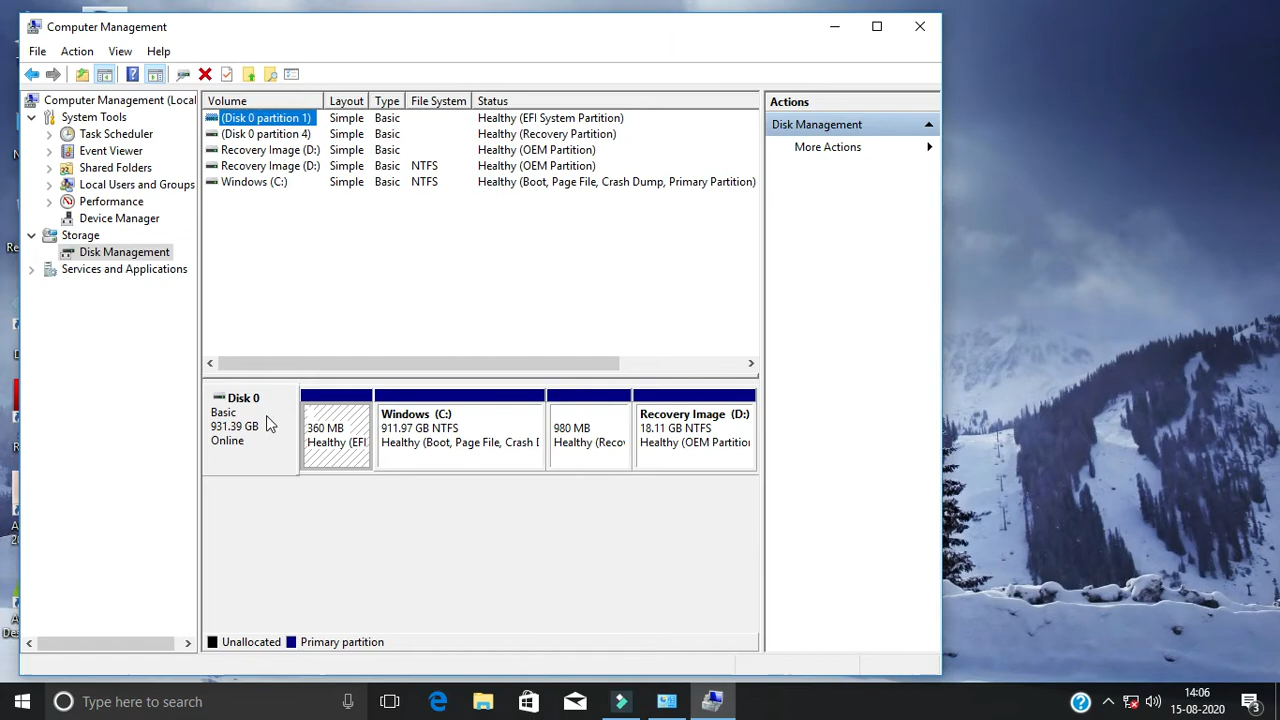 Computer Management
File Action View Help
Computer Management (Local
System Tools
Task Scheduler
Event Viewer
Shared Folders
Local Users and Groups
Performance
Device Manager
Storage
Disk Management
Services and Applications
Volume Layout Type File System Status
(Disk 0 partition 1) Simple Basic Healthy (EFI System Partition)
(Disk 0 partition 4) Simple Basic Healthy (Recovery Partition)
Recovery Image (D:) Simple Basic Healthy (OEM Partition)
Recovery Image (D:) Simple Basic NTFS Healthy (OEM Partition)
Windows (C:) Simple Basic NTFS Healthy (Boot, Page File, Crash Dump, Primary Partition)
Actions
Disk Management
More Actions
Disk 0
Basic
931.39 GB
Online
360 MB
Healthy (EFI
Windows (C:)
911.97 GB NTFS
Healthy (Boot, Page File, Crash D
980 MB
Healthy (Reco
Recovery Image (D:)
18.11 GB NTFS
Healthy (OEM Partition
Unallocated Primary partition
Type here to search
14:06
15-08-2020
3